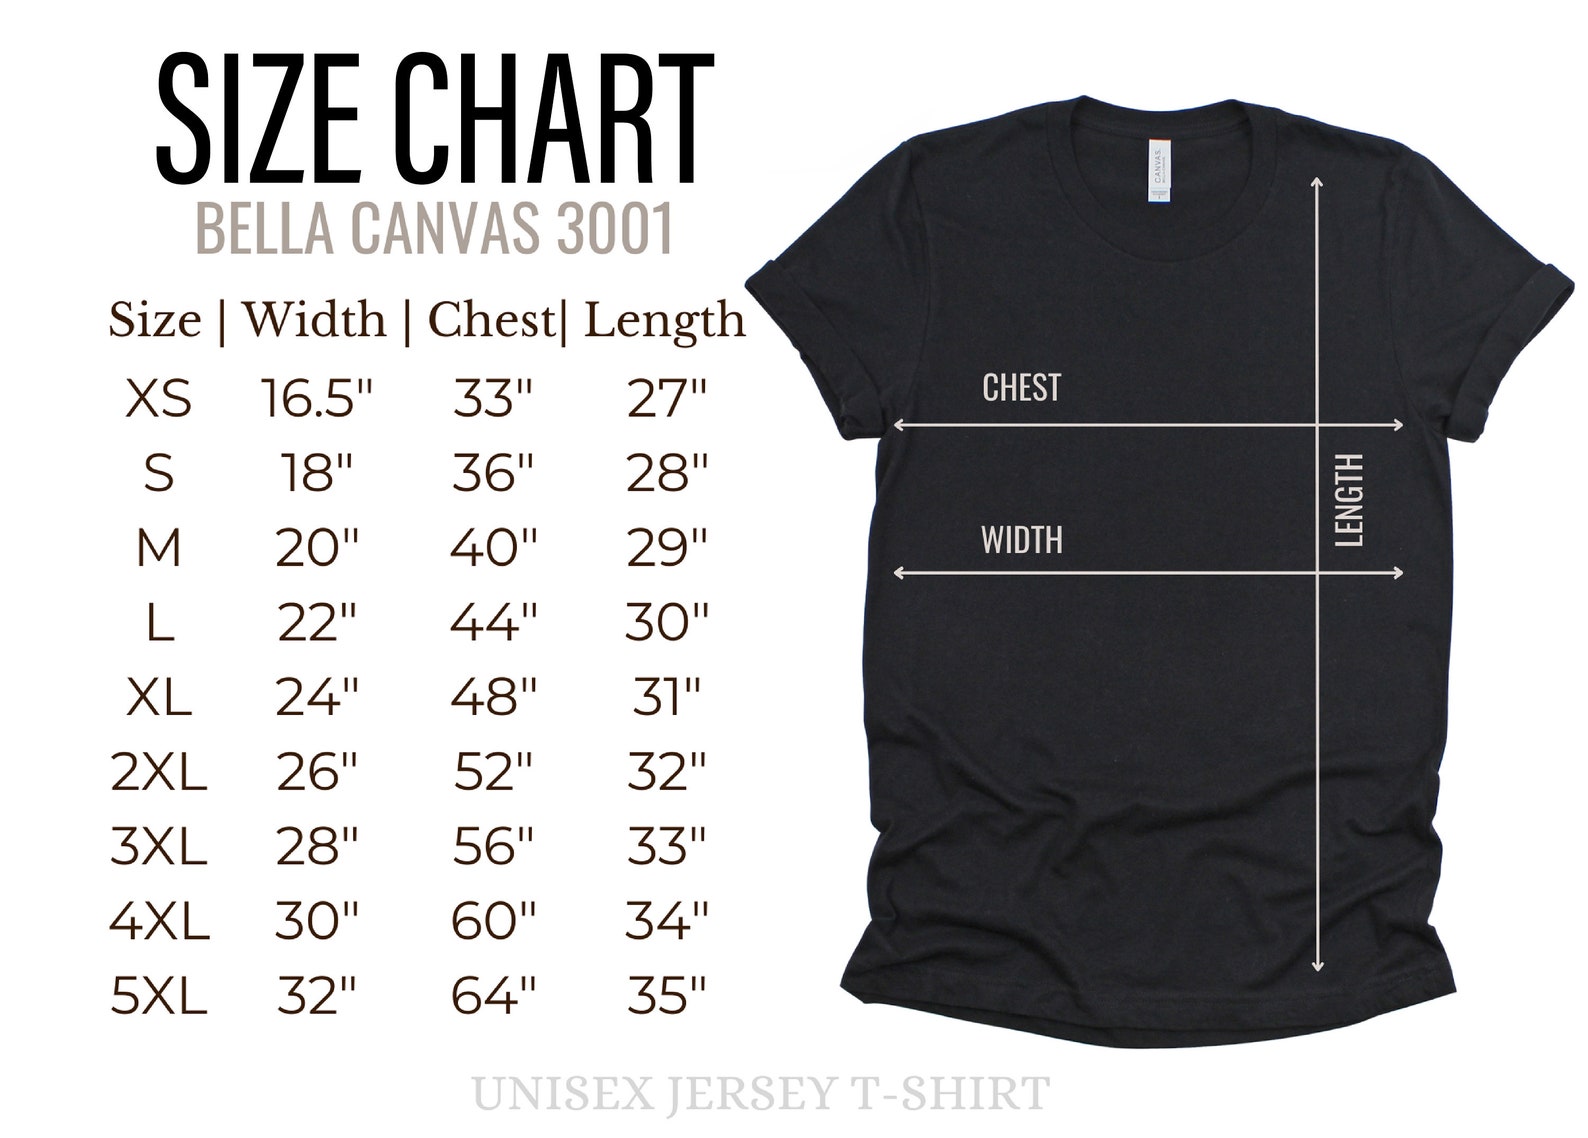 SIZE CHART
BELLA CANVAS 3001
Size | Width | Chest| Length
XS 16.5" 33" 27"
S 18" 36" 28"
M 20" 40" 29"
L 22" 44" 30"
XL 24" 48" 31"
2XL 26" 52" 32"
3XL 28" 56" 33"
4XL 30" 60" 34"
5XL 32" 64" 35"
CANVAS.
CHEST
WIDTH
LENGTH
UNISEX JERSEY T-SHIRT